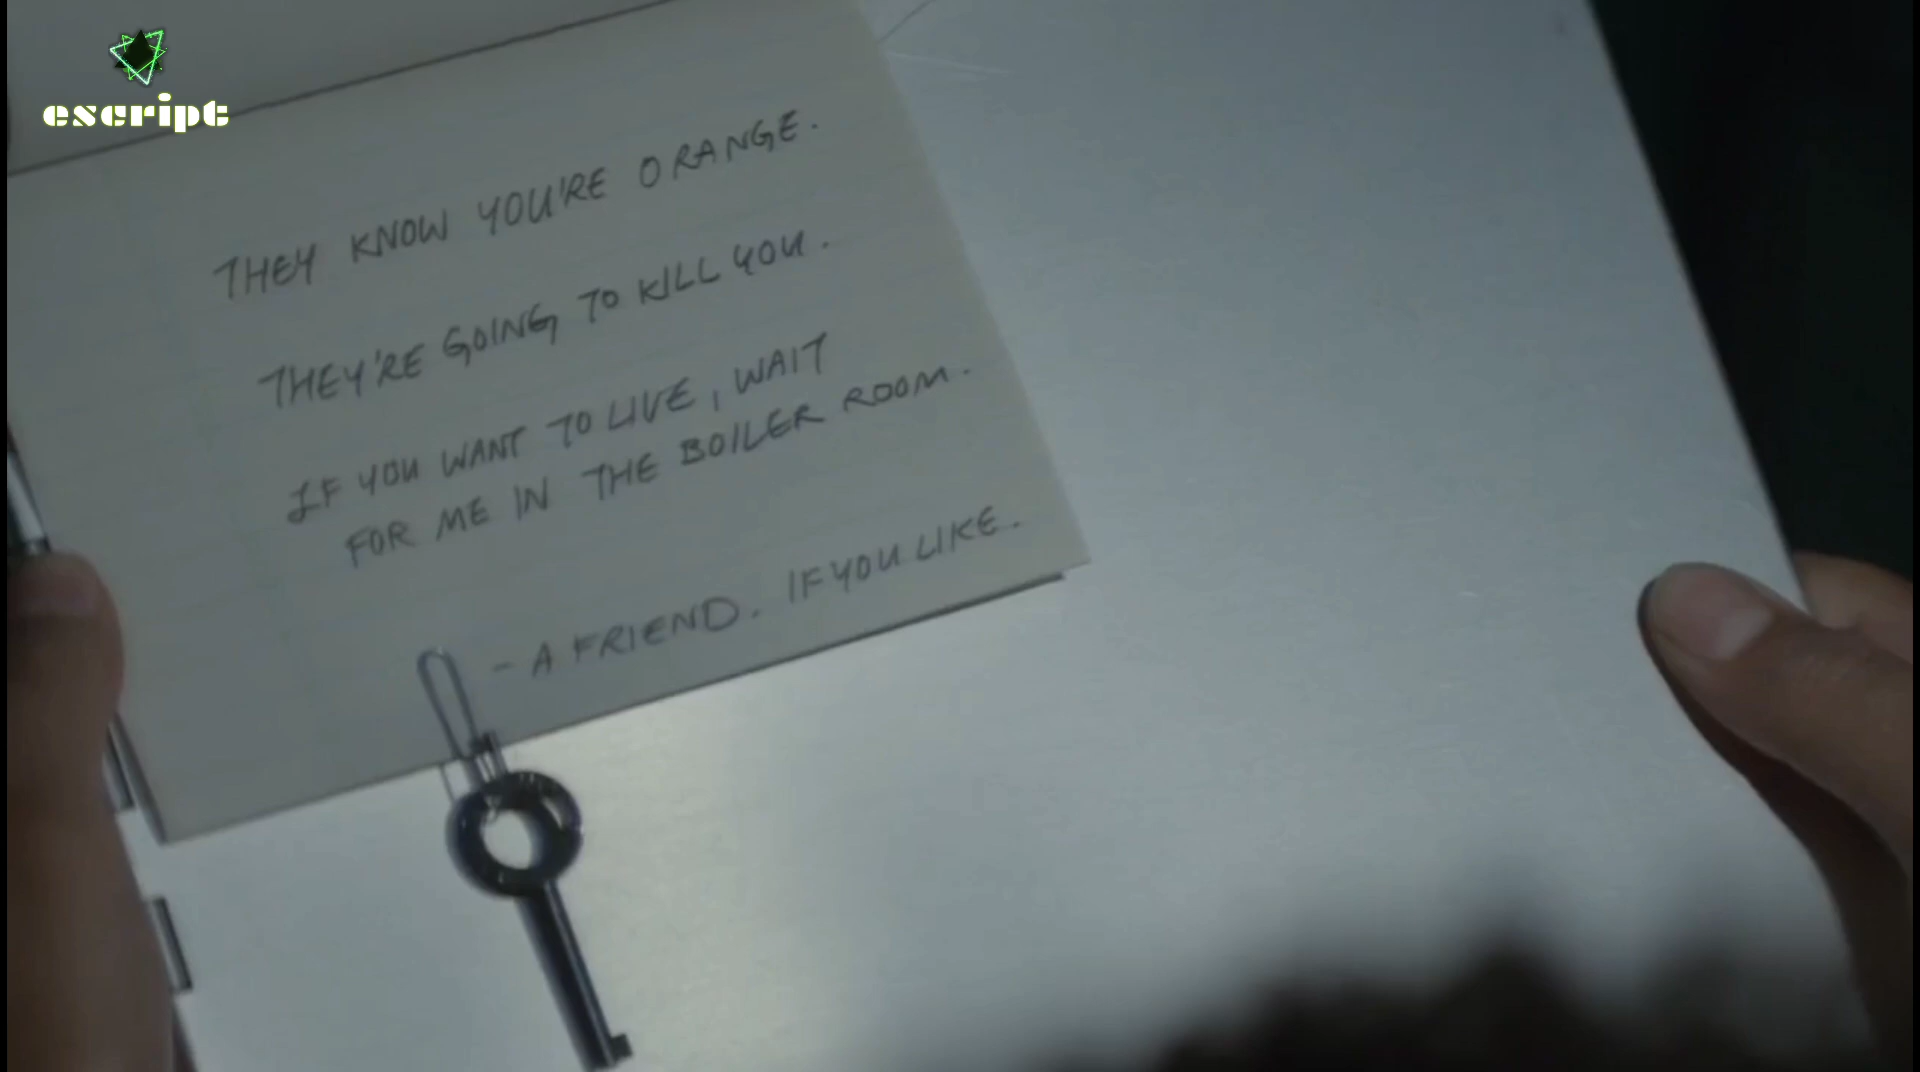 escript
THEY KNOW YOU'RE ORANGE.
THEY'RE GOING TO KILL YOU.
IF YOU WANT TO LIVE, WAIT
FOR ME IN THE BOILER ROOM.
- A FRIEND. IF YOU LIKE.